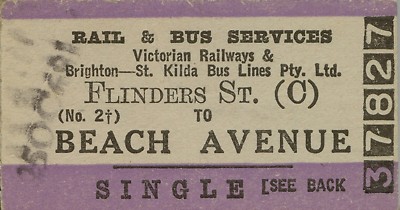 RAIL & BUS SERVICES
Victorian Railways &
Brighton—St. Kilda Bus Lines Pty. Ltd.
FLINDERS ST. (C)
(No. 2†) TO
BEACH AVENUE
SINGLE [SEE BACK
37827